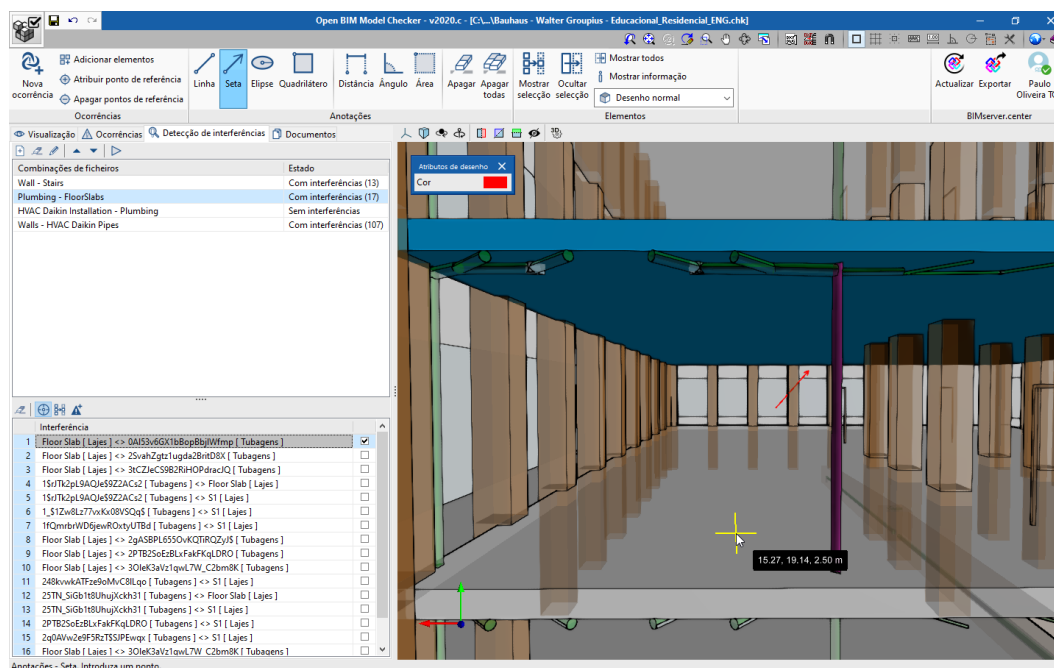 Open BIM Model Checker - v2020.c - [C:\...\Bauhaus - Walter Groupius - Educacional_Residencial_ENG.chk]
Nova ocorrência
Adicionar elementos
Atribuir ponto de referência
Apagar pontos de referência
Ocorrências
Linha
Seta
Elipse
Quadrilátero
Distância
Ângulo
Área
Apagar
Apagar todas
Anotações
Mostrar selecção
Ocultar selecção
Mostrar todos
Mostrar informação
Desenho normal
Elementos
Actualizar
Exportar
Paulo
BIMserver.center
Visualização
Ocorrências
Detecção de interferências
Documentos
Combinações de ficheiros Estado
Wall - Stairs Com interferências (13)
Plumbing - FloorSlabs Com interferências (17)
HVAC Daikin Installation - Plumbing Sem interferências
Walls - HVAC Daikin Pipes Com interferências (107)
Atributos de desenho
Cor
3D
15.27, 19.14, 2.50 m
Interferência
1 Floor Slab [ Lajes ] <> 0AI53v6GX1bBopBbjIWfmp [ Tubagens ]
2 Floor Slab [ Lajes ] <> 2SvahZgtz1ugda2BritD8X [ Tubagens ]
3 Floor Slab [ Lajes ] <> 3tCZJeCS9B2RiHOPdracJQ [ Tubagens ]
4 1$rJTk2pL9AQJe$9Z2ACs2 [ Tubagens ] <> Floor Slab [ Lajes ]
5 1$rJTk2pL9AQJe$9Z2ACs2 [ Tubagens ] <> S1 [ Lajes ]
6 1_$1Zw8Lz77vxKx08VSQq$ [ Tubagens ] <> S1 [ Lajes ]
7 1fQmrbrWD6jewROxtyUTBd [ Tubagens ] <> S1 [ Lajes ]
8 Floor Slab [ Lajes ] <> 2gASBPL655OvKQTiRQZyJ$ [ Tubagens ]
9 Floor Slab [ Lajes ] <> 2PTB2SoEzBLxFakFKqLDRO [ Tubagens ]
10 Floor Slab [ Lajes ] <> 3OIeK3aVz1qwL7W_C2bm8K [ Tubagens ]
11 248kvwkATFze9oMvC8ILqo [ Tubagens ] <> S1 [ Lajes ]
12 25TN_SiGb1t8UhujXckh31 [ Tubagens ] <> Floor Slab [ Lajes ]
13 25TN_SiGb1t8UhujXckh31 [ Tubagens ] <> S1 [ Lajes ]
14 2PTB2SoEzBLxFakFKqLDRO [ Tubagens ] <> S1 [ Lajes ]
15 2q0AVw2e9F5RzT$SJPEwqx [ Tubagens ] <> S1 [ Lajes ]
16 Floor Slab [ Lajes ] <> 3OIeK3aVz1qwL7W_C2bm8K [ Tubagens ]
Anotações - Seta. Introduza um ponto